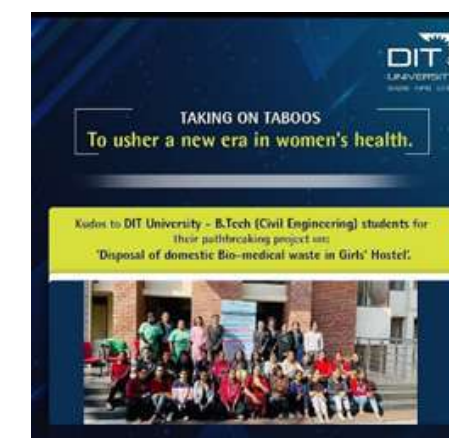 DIT
UNIVERSITY
TAKING ON TABOOS
To usher a new era in women's health.
Kudos to DIT University - B.Tech (Civil Engineering) students for
their pathbreaking project on:
'Disposal of domestic Bio-medical waste in Girls' Hostel'.